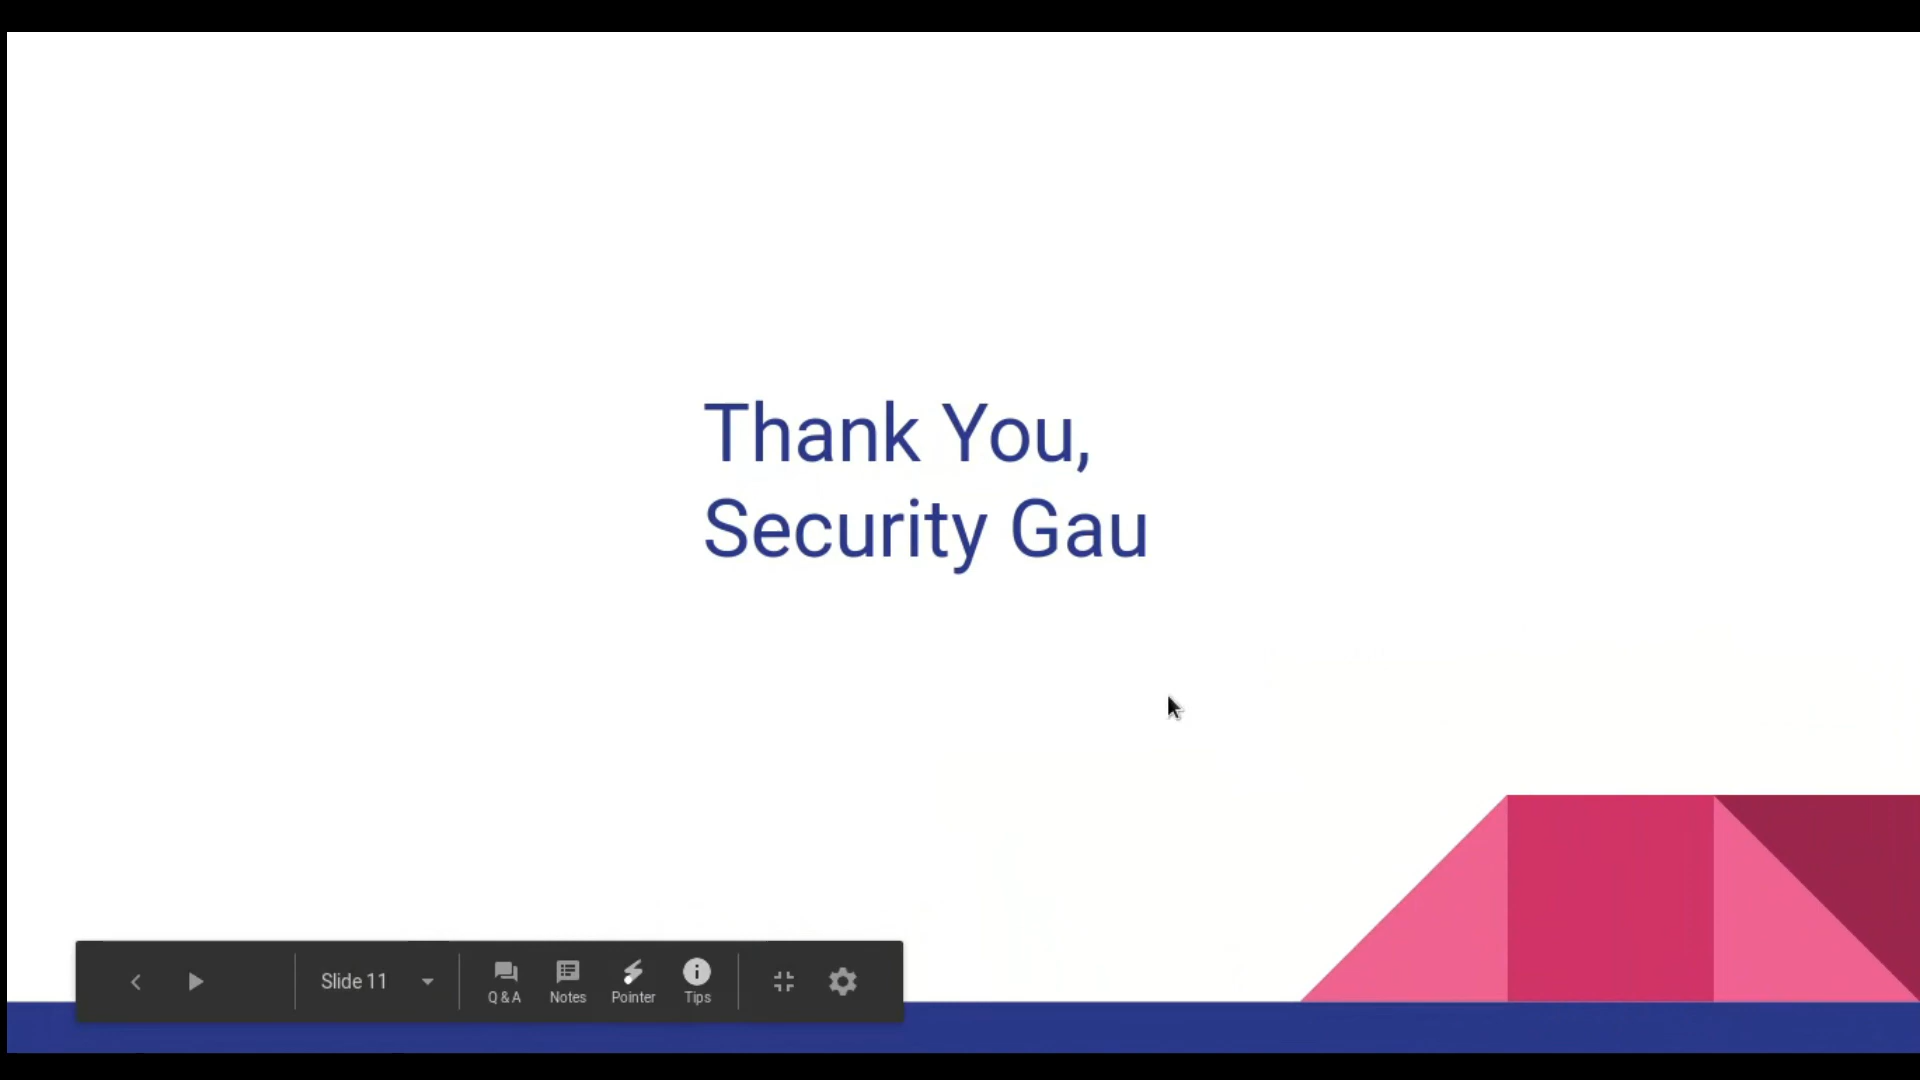 Thank You,
Security Gau
Slide 11
Q & A
Notes
Pointer
Tips